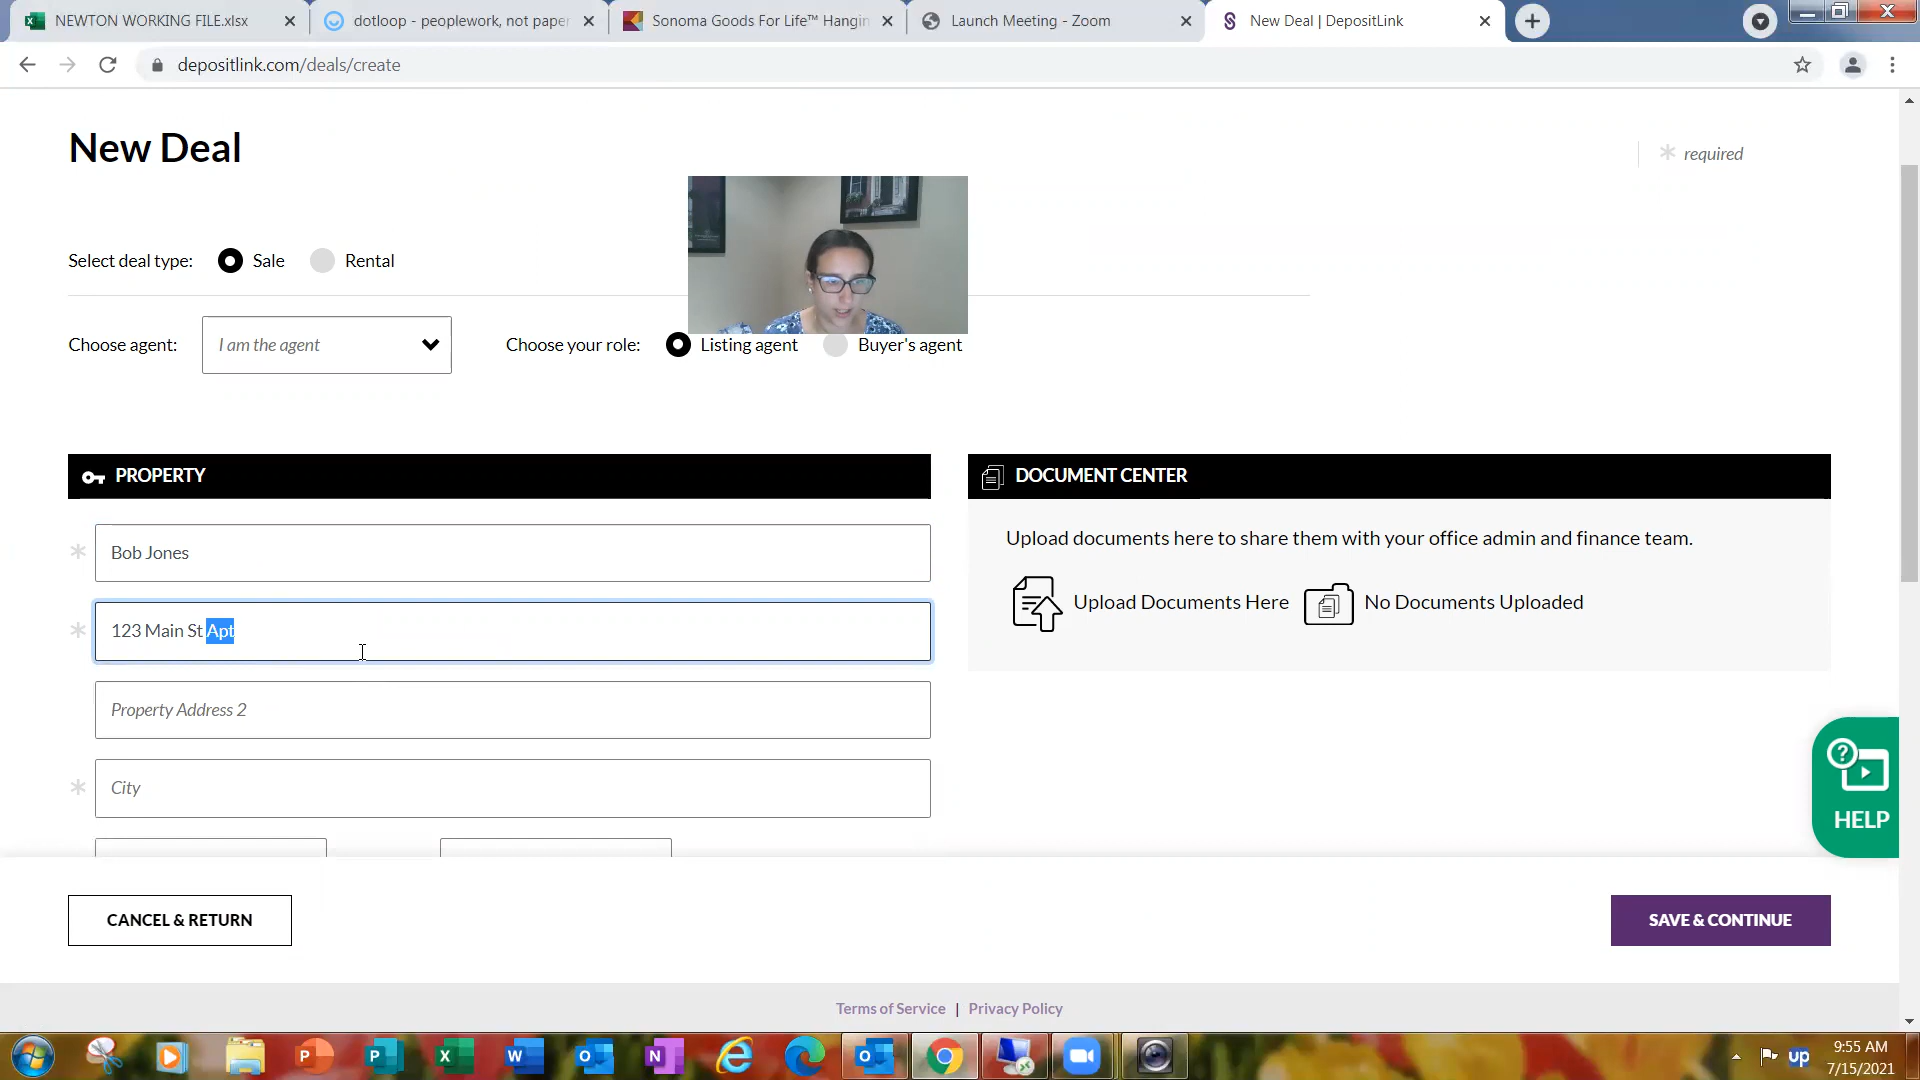 NEWTON WORKING FILE.xlsx
dotloop - peoplework, not paper
Sonoma Goods For Life™ Hangin
Launch Meeting - Zoom
New Deal | DepositLink
depositlink.com/deals/create
New Deal
* required
Select deal type: Sale Rental
Choose agent: I am the agent Choose your role: Listing agent Buyer's agent
PROPERTY
DOCUMENT CENTER
* Bob Jones
Upload documents here to share them with your office admin and finance team.
Upload Documents Here No Documents Uploaded
* 123 Main St Apt
Property Address 2
* City
HELP
CANCEL & RETURN
SAVE & CONTINUE
Terms of Service | Privacy Policy
up
9:55 AM
7/15/2021